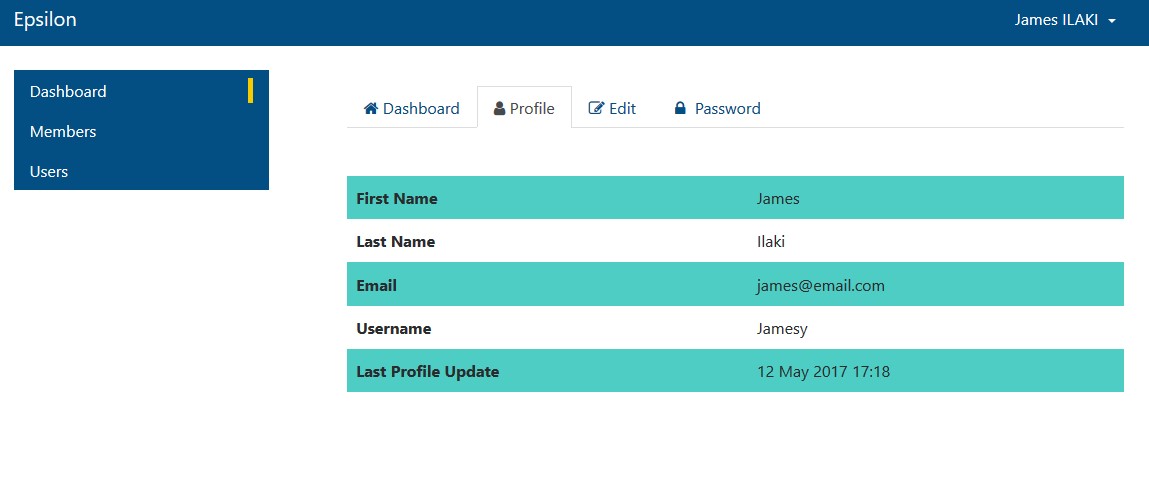 Epsilon
James ILAKI
Dashboard
Members
Users
Dashboard Profile Edit Password
First Name James
Last Name Ilaki
Email james@email.com
Username Jamesy
Last Profile Update 12 May 2017 17:18